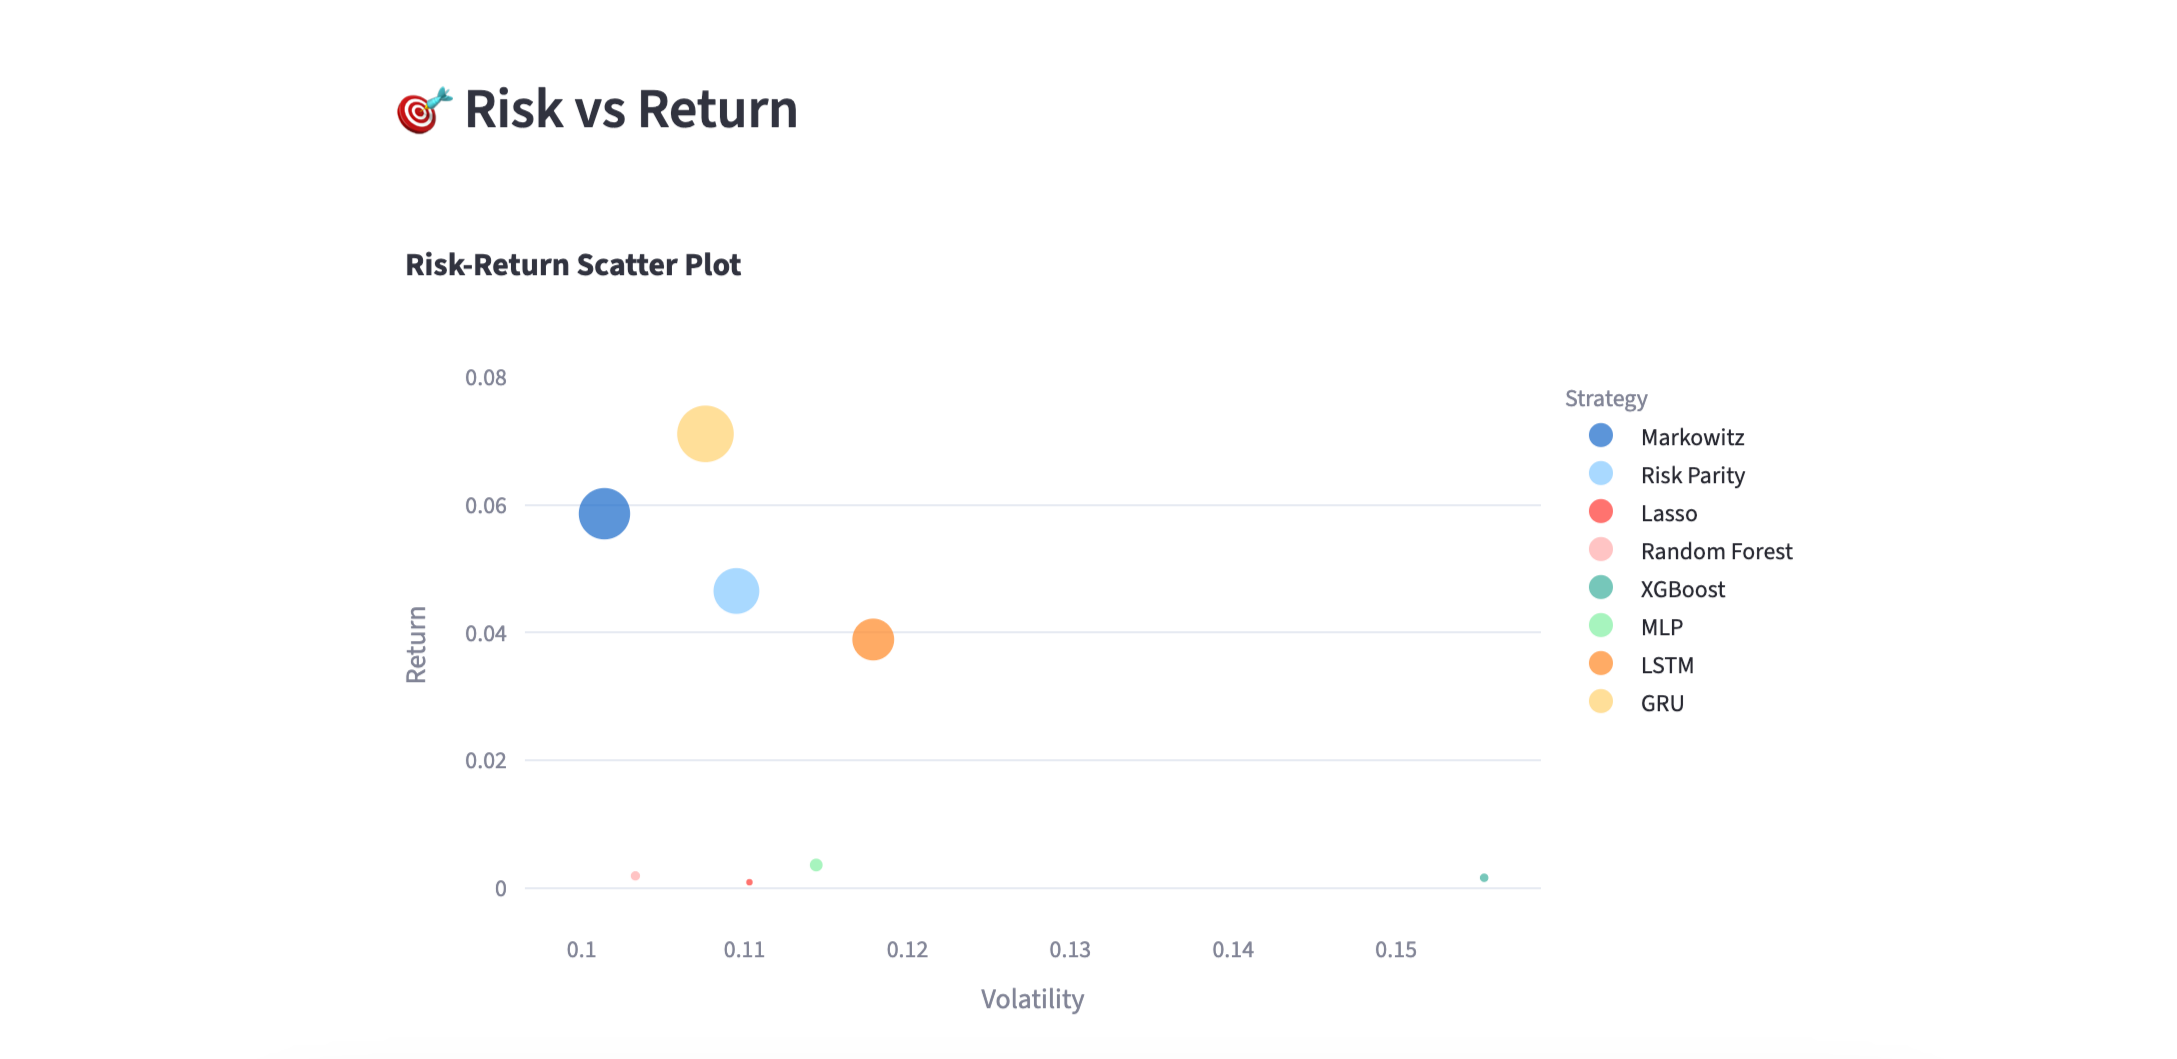 🎯 Risk vs Return
Risk-Return Scatter Plot
0.08
0.06
0.04
0.02
0
Return
0.1 0.11 0.12 0.13 0.14 0.15
Volatility
Strategy
Markowitz
Risk Parity
Lasso
Random Forest
XGBoost
MLP
LSTM
GRU